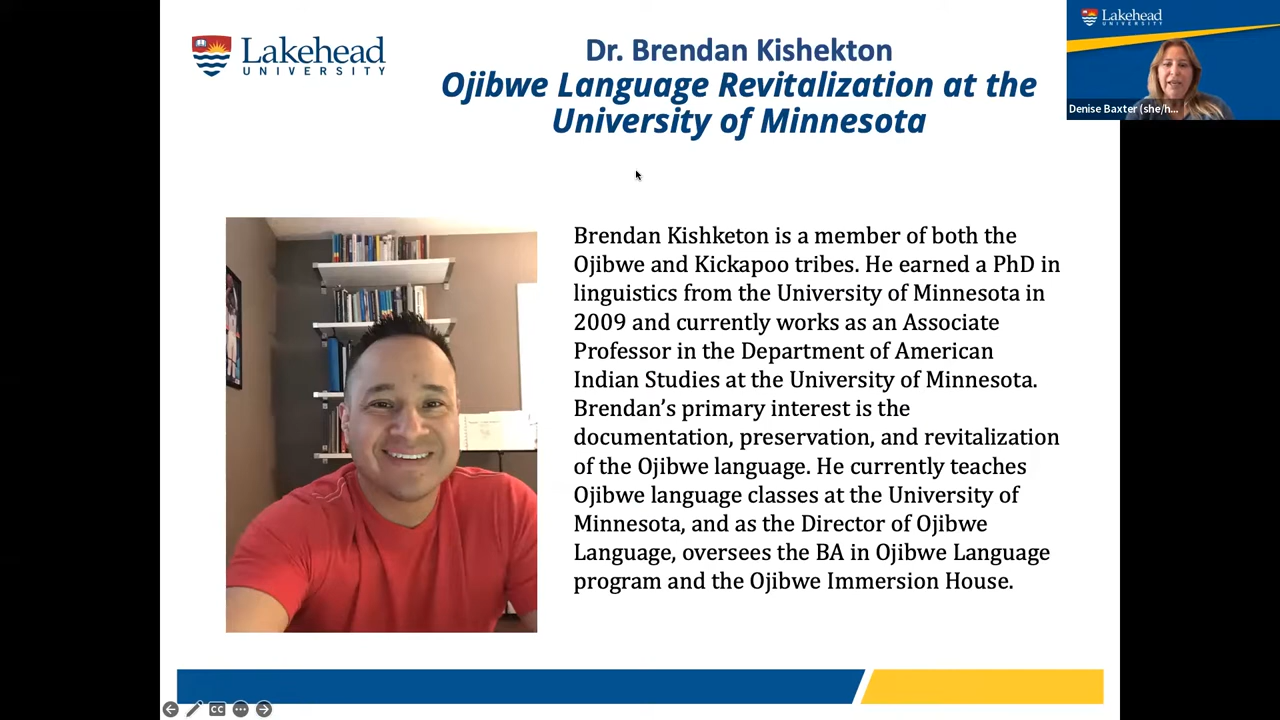 Lakehead
UNIVERSITY
Dr. Brendan Kishekton
Ojibwe Language Revitalization at the
University of Minnesota
Lakehead
UNIVERSITY
Denise Baxter (she/h...
Brendan Kishketon is a member of both the
Ojibwe and Kickapoo tribes. He earned a PhD in
linguistics from the University of Minnesota in
2009 and currently works as an Associate
Professor in the Department of American
Indian Studies at the University of Minnesota.
Brendan’s primary interest is the
documentation, preservation, and revitalization
of the Ojibwe language. He currently teaches
Ojibwe language classes at the University of
Minnesota, and as the Director of Ojibwe
Language, oversees the BA in Ojibwe Language
program and the Ojibwe Immersion House.
CC